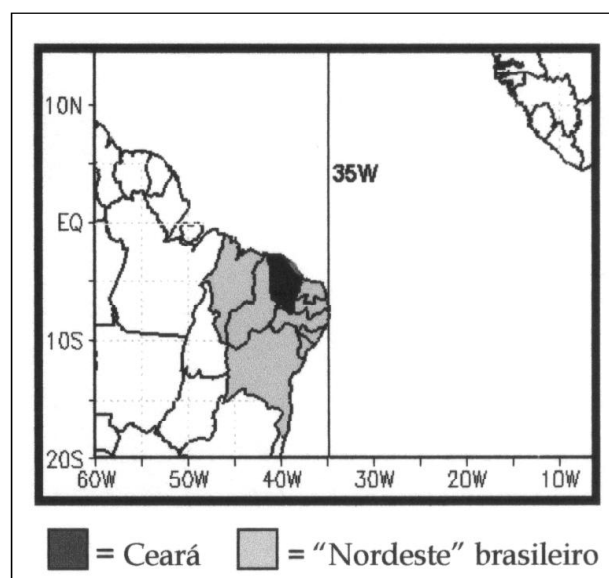 10N
35W
EQ
10S
20S
60W 50W 40W 30W 20W 10W
= Ceará = “Nordeste” brasileiro